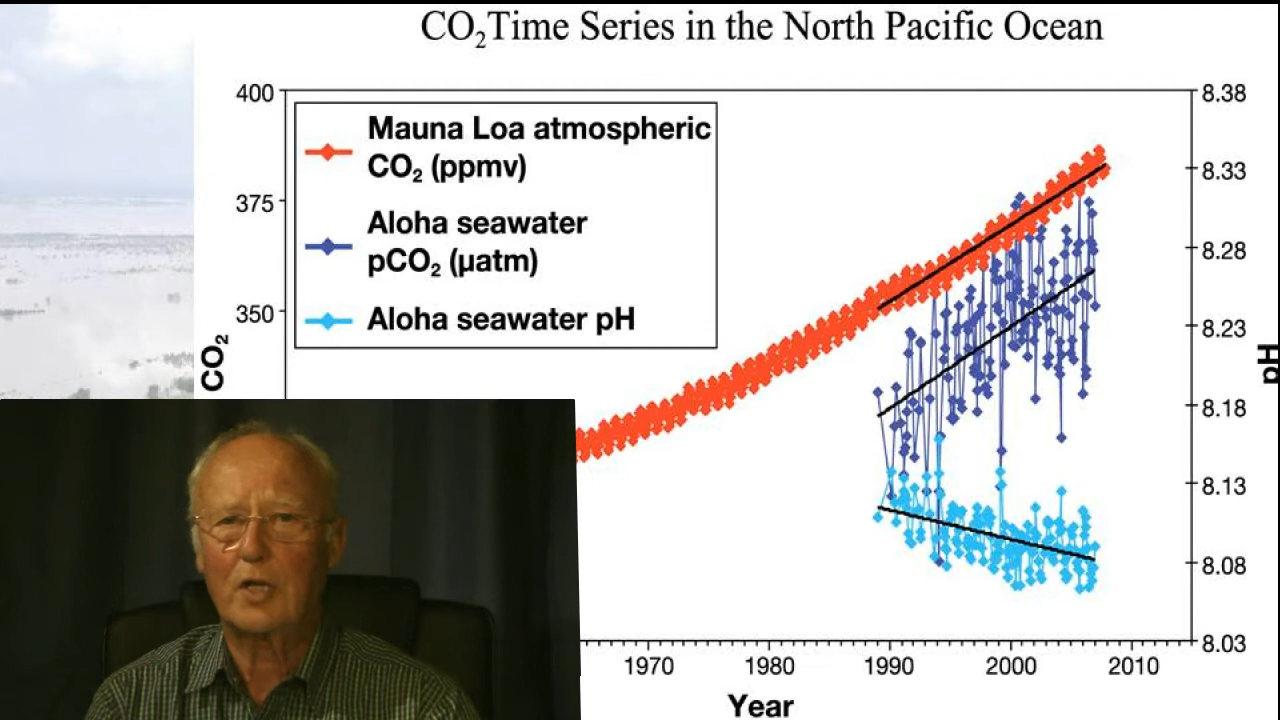 CO₂Time Series in the North Pacific Ocean
400
375
350
CO₂
Mauna Loa atmospheric
CO₂ (ppmv)
Aloha seawater
pCO₂ (µatm)
Aloha seawater pH
8.38
8.33
8.28
8.23
8.18
8.13
8.08
8.03
pH
1970
1980
1990
2000
2010
Year